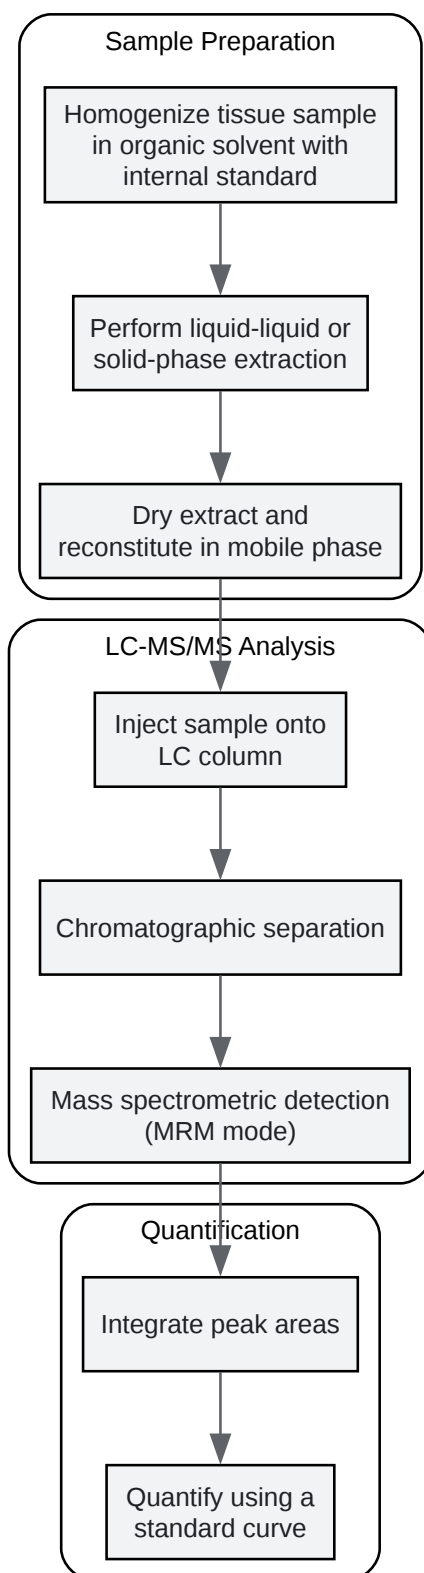 Sample Preparation
Homogenize tissue sample
in organic solvent with
internal standard
Perform liquid-liquid or
solid-phase extraction
Dry extract and
reconstitute in mobile phase
LC-MS/MS Analysis
Inject sample onto
LC column
Chromatographic separation
Mass spectrometric detection
(MRM mode)
Quantification
Integrate peak areas
Quantify using a
standard curve